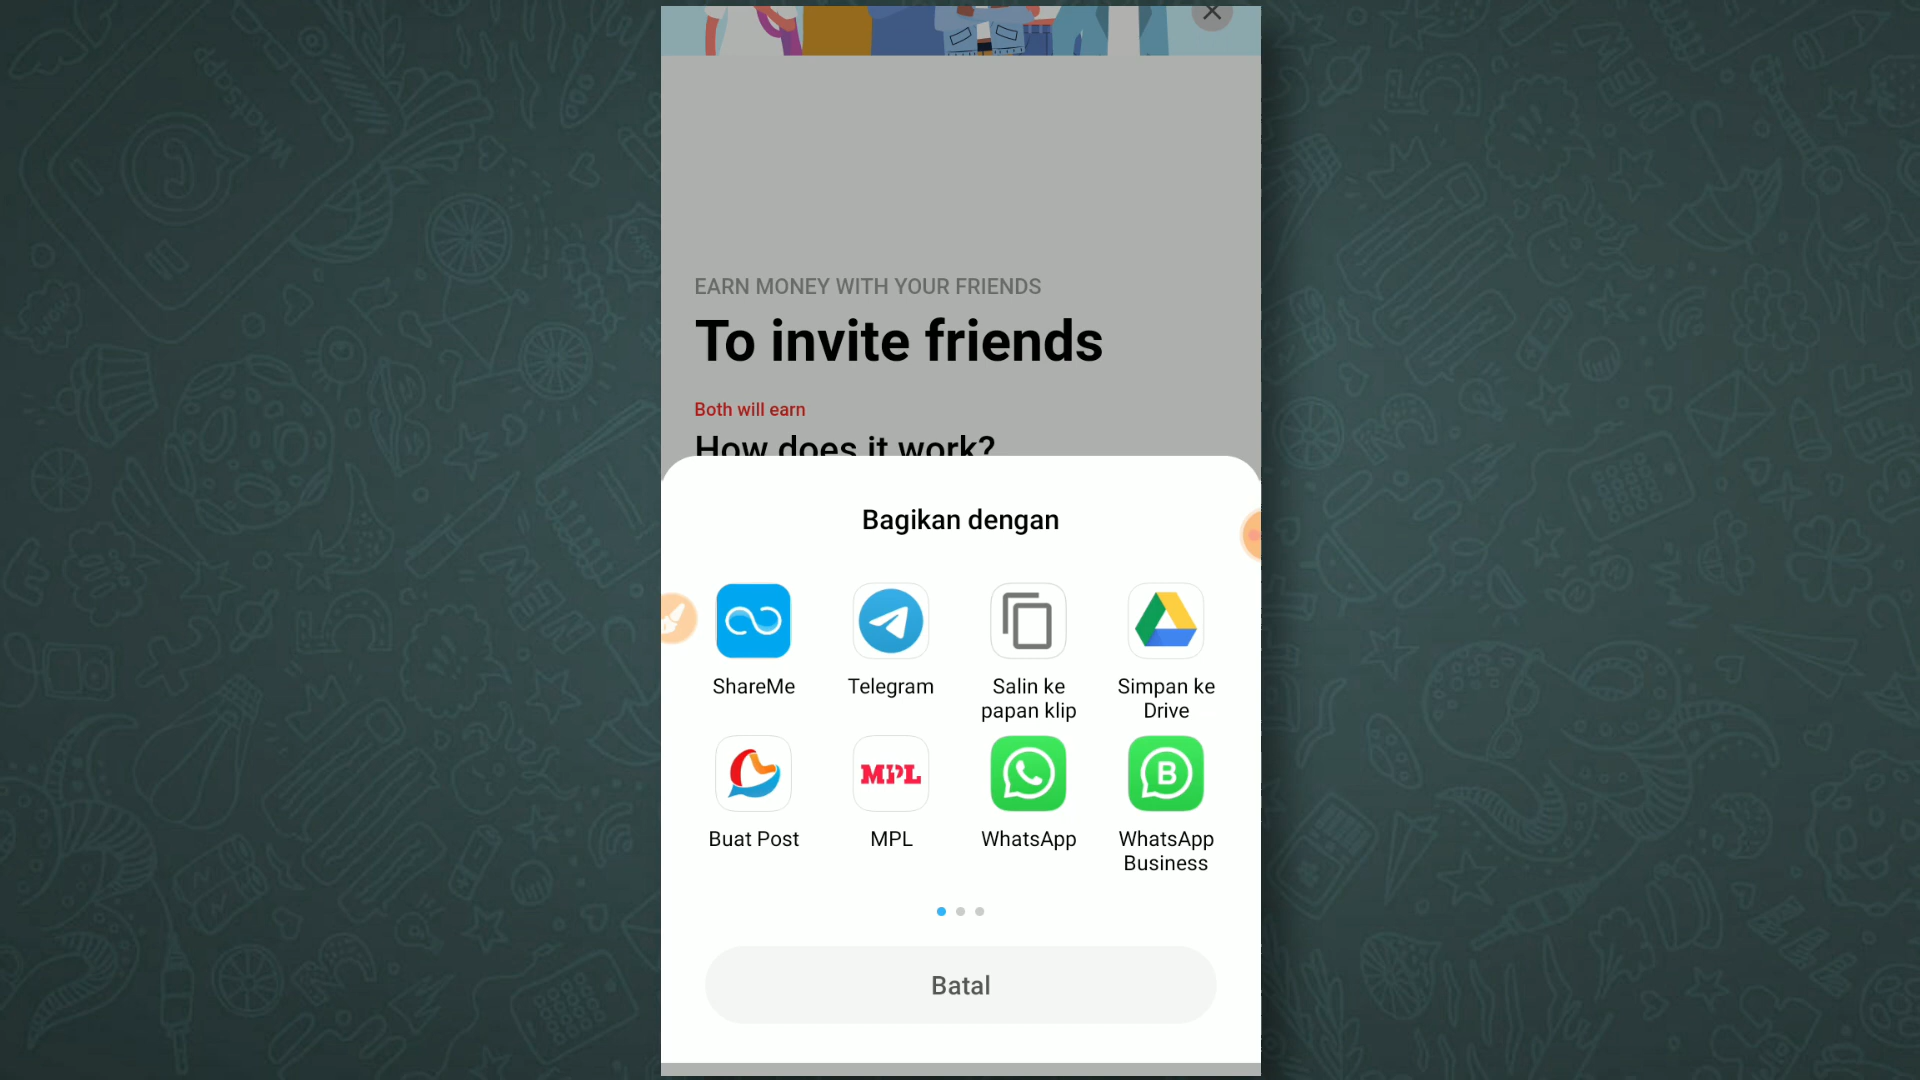 EARN MONEY WITH YOUR FRIENDS
To invite friends
Both will earn
How does it work?
Bagikan dengan
ShareMe
Telegram
Salin ke
papan klip
Simpan ke
Drive
MPL
B
Buat Post
MPL
WhatsApp
WhatsApp
Business
Batal